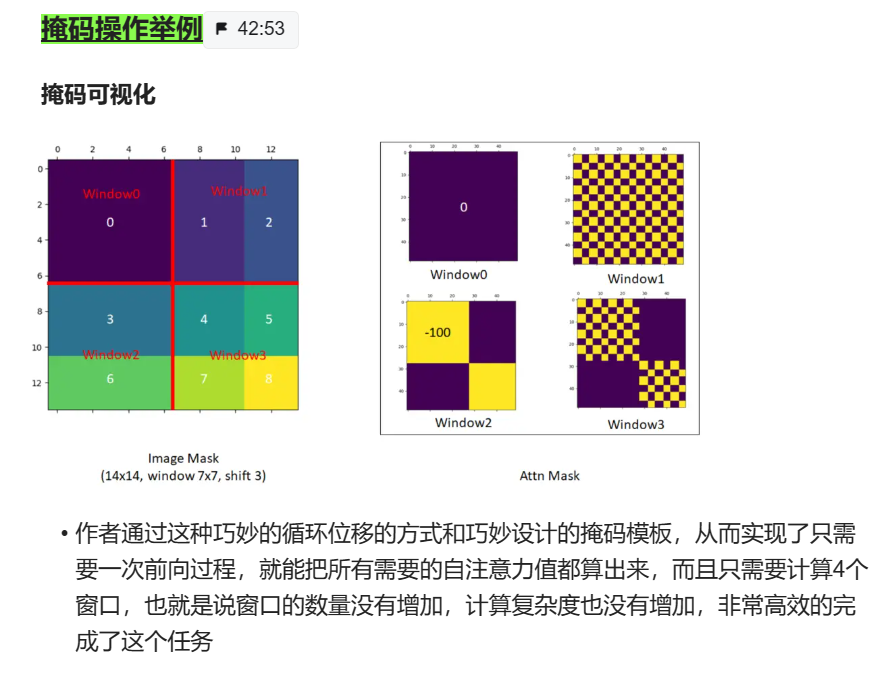 掩码操作举例 42:53
掩码可视化
0 2 4 6 8 10 12
0
2
4
6
8
10
12
Window0
Window1
0
1
2
3
4
5
Window2
Window3
6
7
8
Image Mask
(14x14, window 7x7, shift 3)
0 10 20 30 40
0
10
20
30
40
0
Window0
0 10 20 30 40
0
10
20
30
40
Window1
0 10 20 30 40
0
10
20
30
40
-100
Window2
0 10 20 30 40
0
10
20
30
40
Window3
Attn Mask
• 作者通过这种巧妙的循环位移的方式和巧妙设计的掩码模板，从而实现了只需
要一次前向过程，就能把所有需要的自注意力值都算出来，而且只需要计算4个
窗口，也就是说窗口的数量没有增加，计算复杂度也没有增加，非常高效的完
成了这个任务